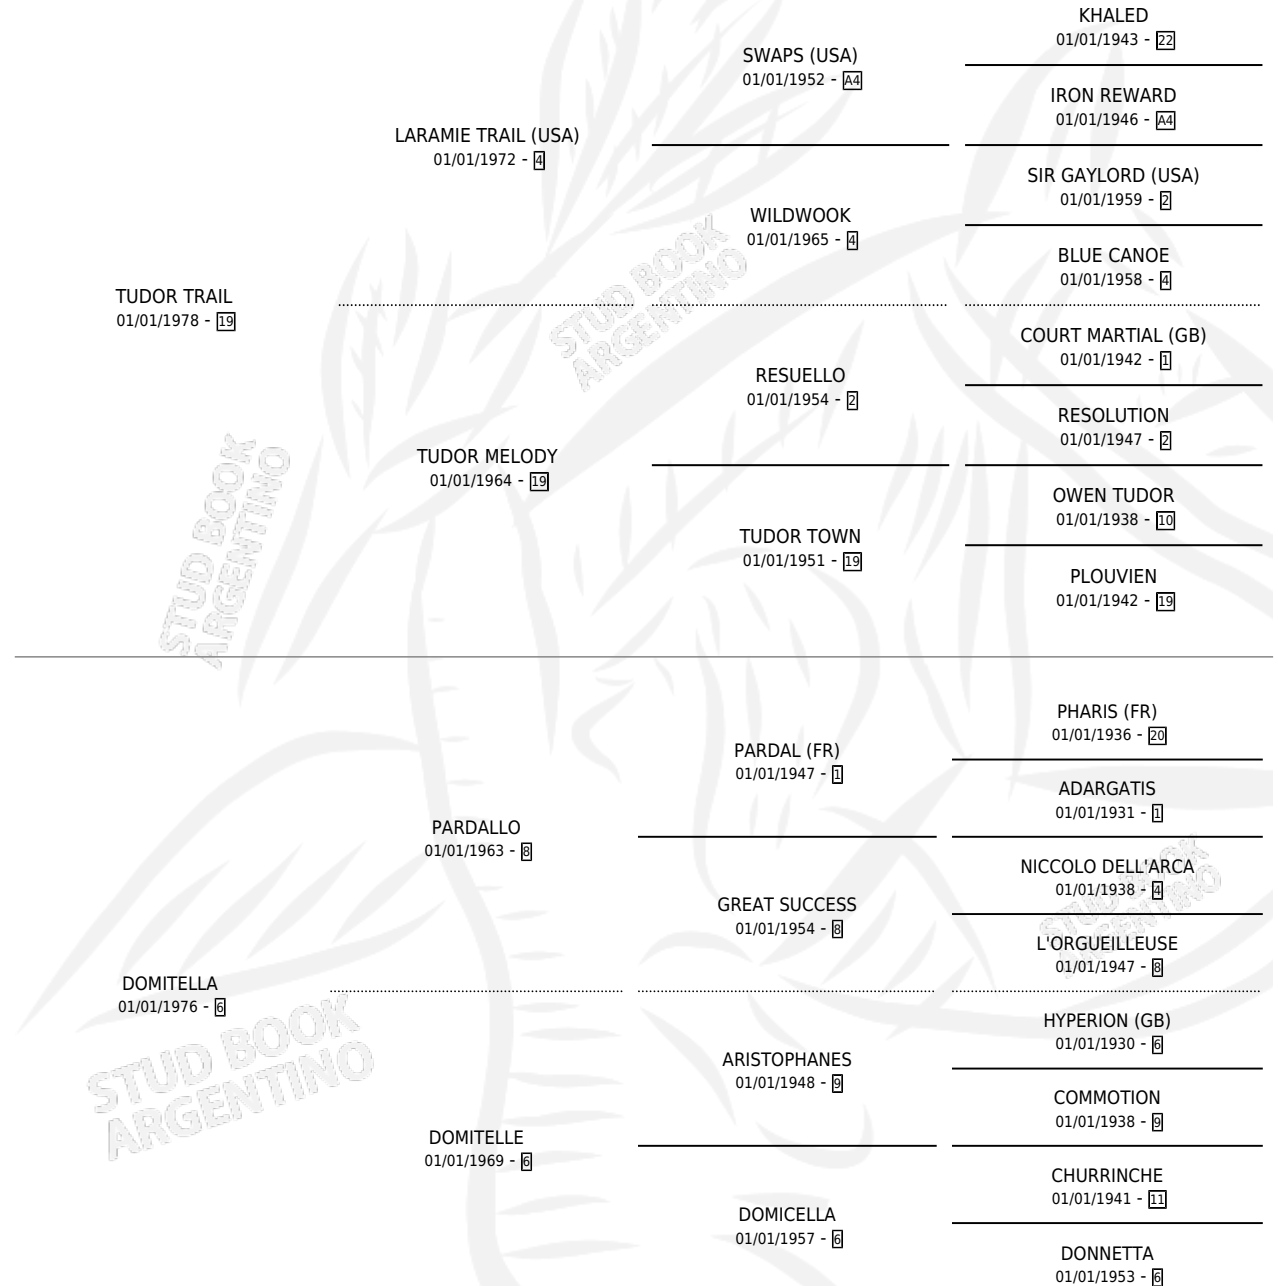 KHALED
01/01/1943 - 22
SWAPS (USA)
01/01/1952 - A4
IRON REWARD
01/01/1946 - A4
LARAMIE TRAIL (USA)
01/01/1972 - 4
SIR GAYLORD (USA)
01/01/1959 - 2
WILDWOOK
01/01/1965 - 4
BLUE CANOE
01/01/1958 - 4
TUDOR TRAIL
01/01/1978 - 19
COURT MARTIAL (GB)
01/01/1942 - 1
RESUELLO
01/01/1954 - 2
RESOLUTION
01/01/1947 - 2
TUDOR MELODY
01/01/1964 - 19
OWEN TUDOR
01/01/1938 - 10
TUDOR TOWN
01/01/1951 - 19
PLOUVIEN
01/01/1942 - 19
PHARIS (FR)
01/01/1936 - 20
PARDAL (FR)
01/01/1947 - 1
ADARGATIS
01/01/1931 - 1
PARDALLO
01/01/1963 - 8
NICCOLO DELL'ARCA
01/01/1938 - 4
GREAT SUCCESS
01/01/1954 - 8
L'ORGUEILLEUSE
01/01/1947 - 8
DOMITELLA
01/01/1976 - 6
HYPERION (GB)
01/01/1930 - 6
ARISTOPHANES
01/01/1948 - 9
COMMOTION
01/01/1938 - 9
DOMITELLE
01/01/1969 - 6
CHURRINCHE
01/01/1941 - 11
DOMICELLA
01/01/1957 - 6
DONNETTA
01/01/1953 - 6
STUD BOOK
ARGENTINO
STUD BOOK
ARGENTINO
STUD BOOK
ARGENTINO
STUD BOOK
ARGENTINO